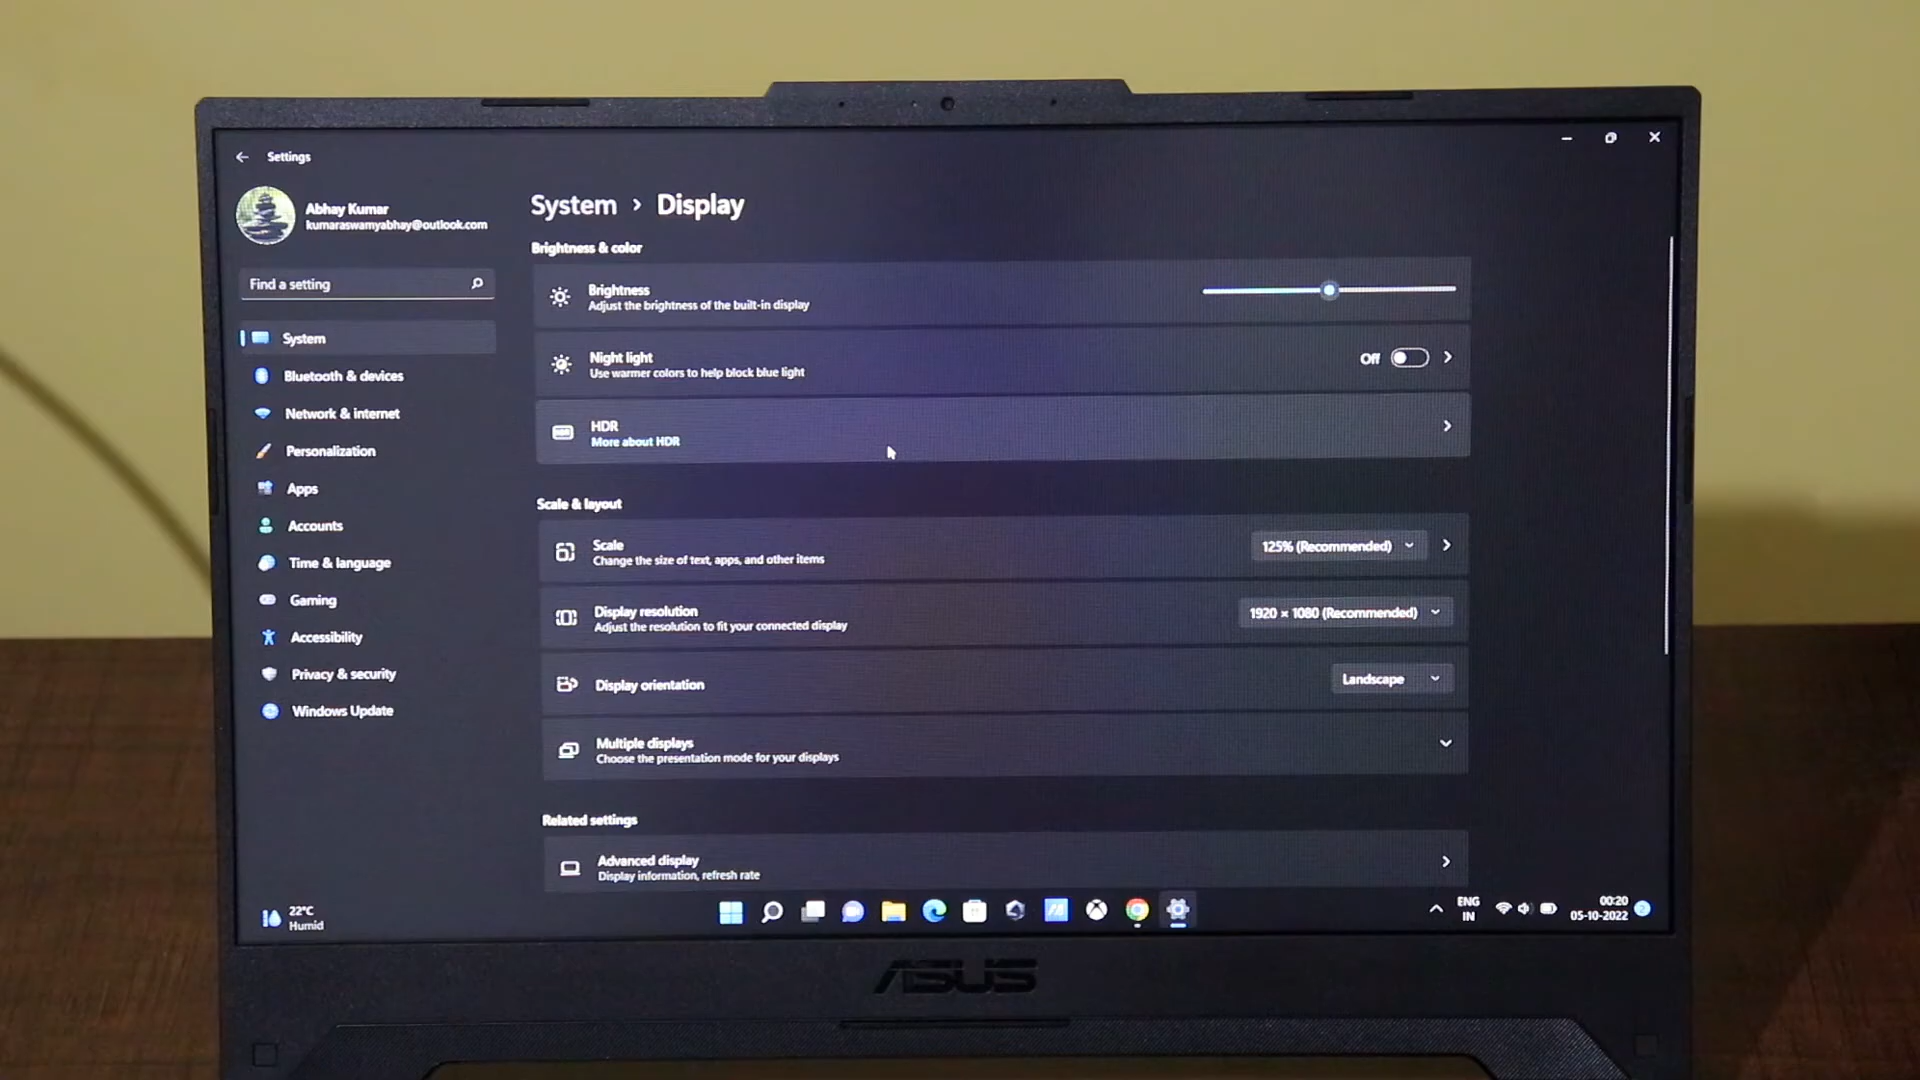 Settings
Abhay Kumar
kumaraswamyabhay@outlook.com
Find a setting
System
Bluetooth & devices
Network & internet
Personalization
Apps
Accounts
Time & language
Gaming
Accessibility
Privacy & security
Windows Update
System > Display
Brightness & color
Brightness
Adjust the brightness of the built-in display
Night light
Use warmer colors to help block blue light
Off
HDR
More about HDR
Scale & layout
Scale
Change the size of text, apps, and other items
125% (Recommended)
Display resolution
Adjust the resolution to fit your connected display
1920 × 1080 (Recommended)
Display orientation
Landscape
Multiple displays
Choose the presentation mode for your displays
Related settings
Advanced display
Display information, refresh rate
22°C
Humid
ENG
IN
00:20
05-10-2022
ASUS